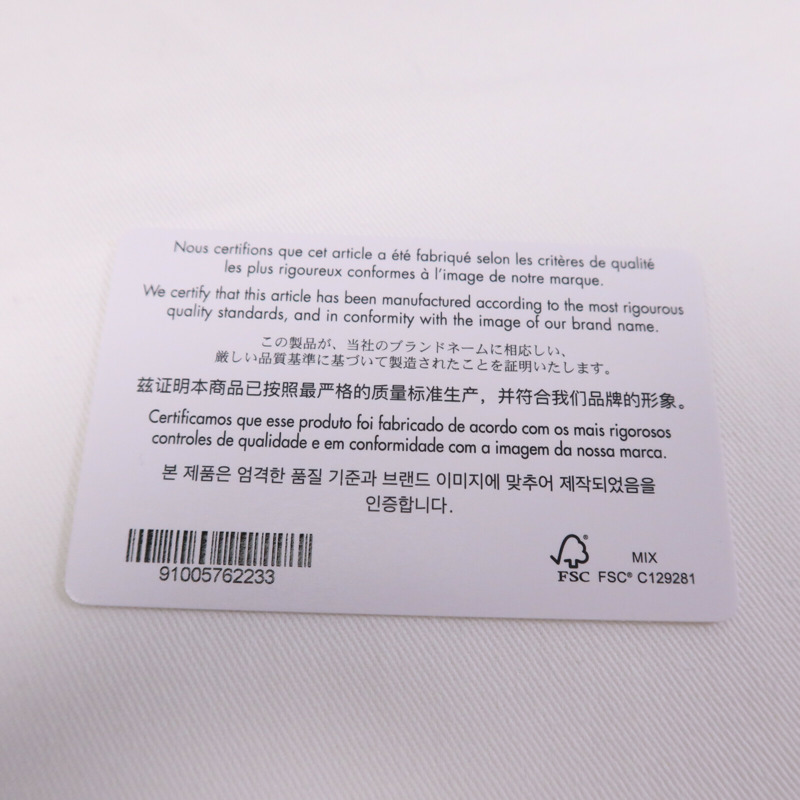 Nous certifions que cet article a été fabriqué selon les critères de qualité
les plus rigoureux conformes à l'image de notre marque.
We certify that this article has been manufactured according to the most rigourous
quality standards, and in conformity with the image of our brand name.
この製品が、当社のブランドネームに相応しい、
厳しい品質基準に基づいて製造されたことを証明いたします。
兹证明本商品已按照最严格的质量标准生产，并符合我们品牌的形象。
Certificamos que esse produto foi fabricado de acordo com os mais rigorosos
controles de qualidade e em conformidade com a imagem da nossa marca.
본 제품은 엄격한 품질 기준과 브랜드 이미지에 맞추어 제작되었음을
인증합니다.
91005762233
MIX
FSC FSC® C129281